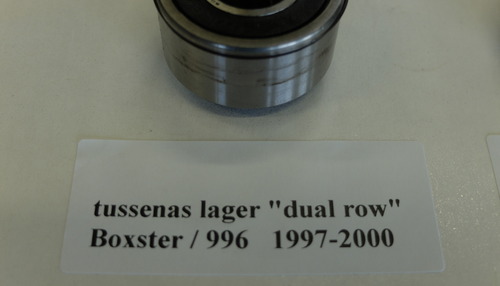 tussenas lager "dual row"
Boxster / 996 1997-2000